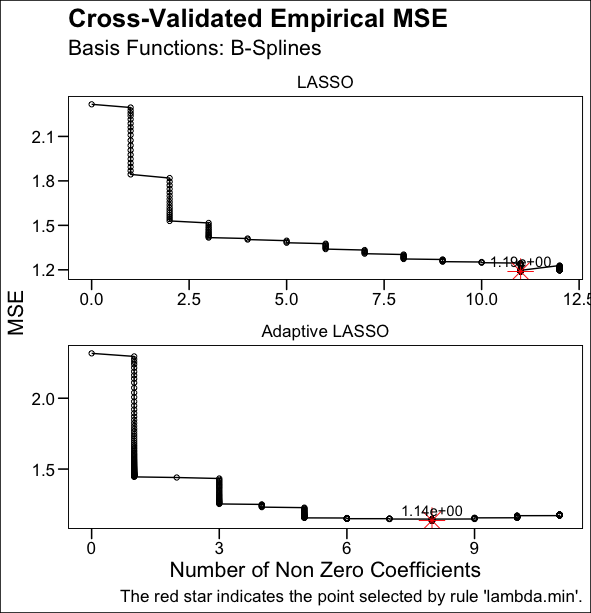 Cross-Validated Empirical MSE
Basis Functions: B-Splines
LASSO
2.1
1.8
1.5
1.2
1.19e+00
0.0 2.5 5.0 7.5 10.0 12.5
MSE
Adaptive LASSO
2.0
1.5
1.14e+00
0 3 6 9
Number of Non Zero Coefficients
The red star indicates the point selected by rule 'lambda.min'.